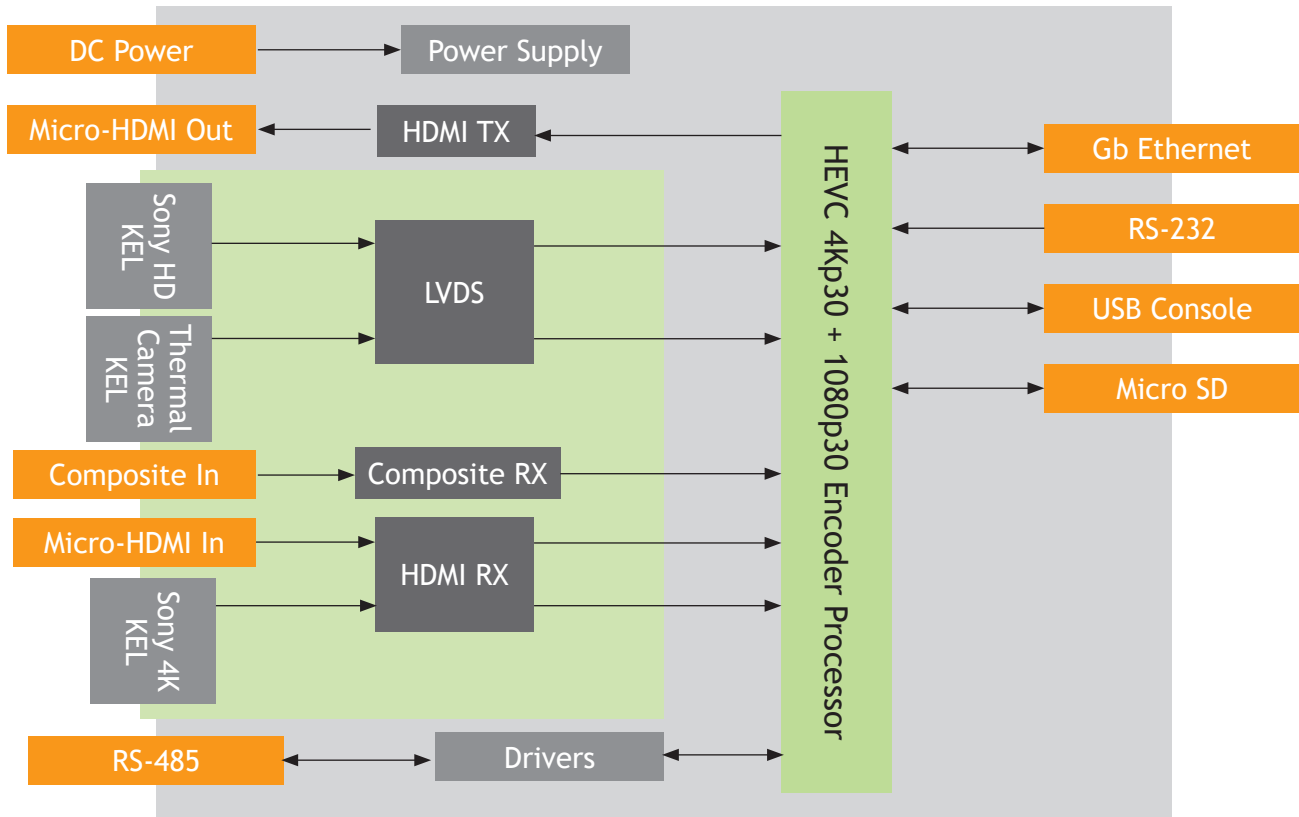 DC Power
Power Supply
Micro-HDMI Out
HDMI TX
Sony HD
KEL
LVDS
Thermal
Camera
KEL
Composite In
Composite RX
Micro-HDMI In
HDMI RX
Sony 4K
KEL
RS-485
Drivers
HEVC 4Kp30 + 1080p30 Encoder Processor
Gb Ethernet
RS-232
USB Console
Micro SD